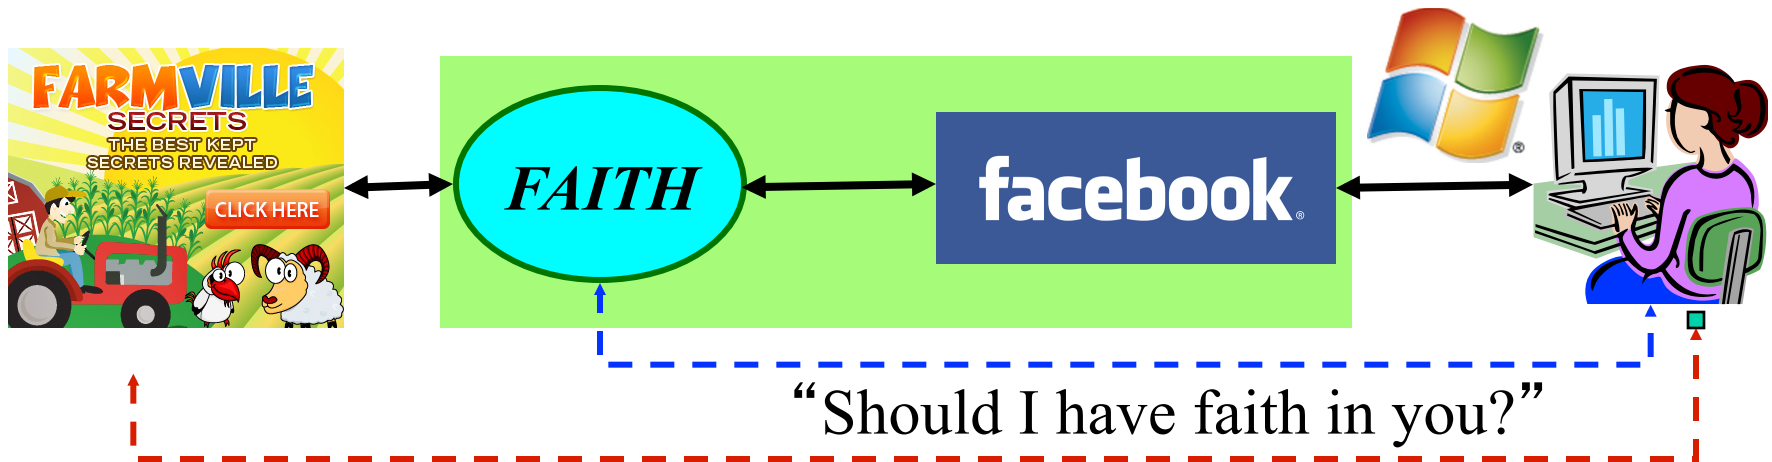 FARMVILLE
SECRETS
THE BEST KEPT
SECRETS REVEALED
CLICK HERE
FAITH
facebook®
®
“Should I have faith in you?”